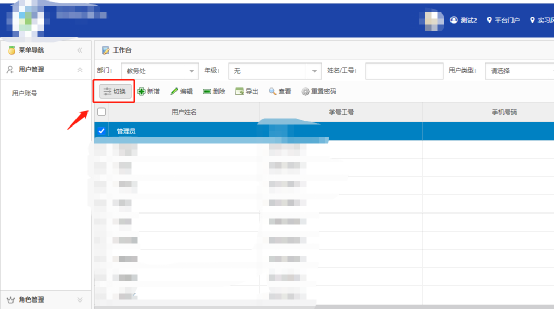 测试2 平台门户 实习
菜单导航
工作台
用户管理
部门: 教务处 年级: 无 姓名/工号: 用户类型: 请选择
用户账号
切换 新增 编辑 删除 导出 查看 重置密码
用户姓名 学号工号 手机号码
管理员
角色管理